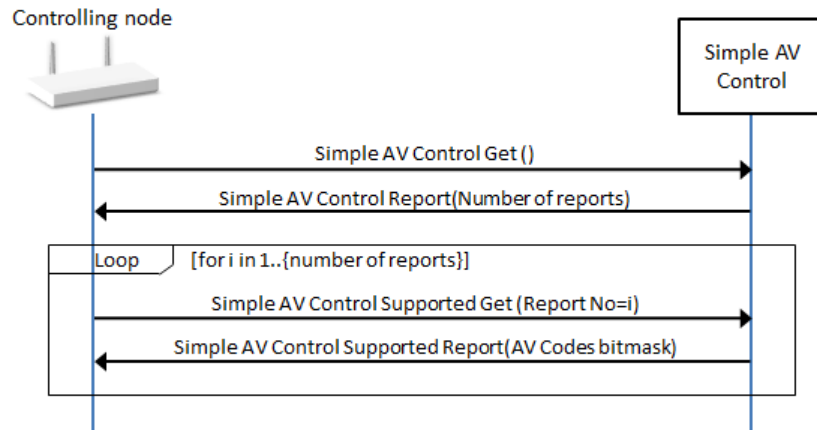 Controlling node
Simple AV
Control
Simple AV Control Get ()
Simple AV Control Report(Number of reports)
Loop [for i in 1..{number of reports}]
Simple AV Control Supported Get (Report No=i)
Simple AV Control Supported Report(AV Codes bitmask)